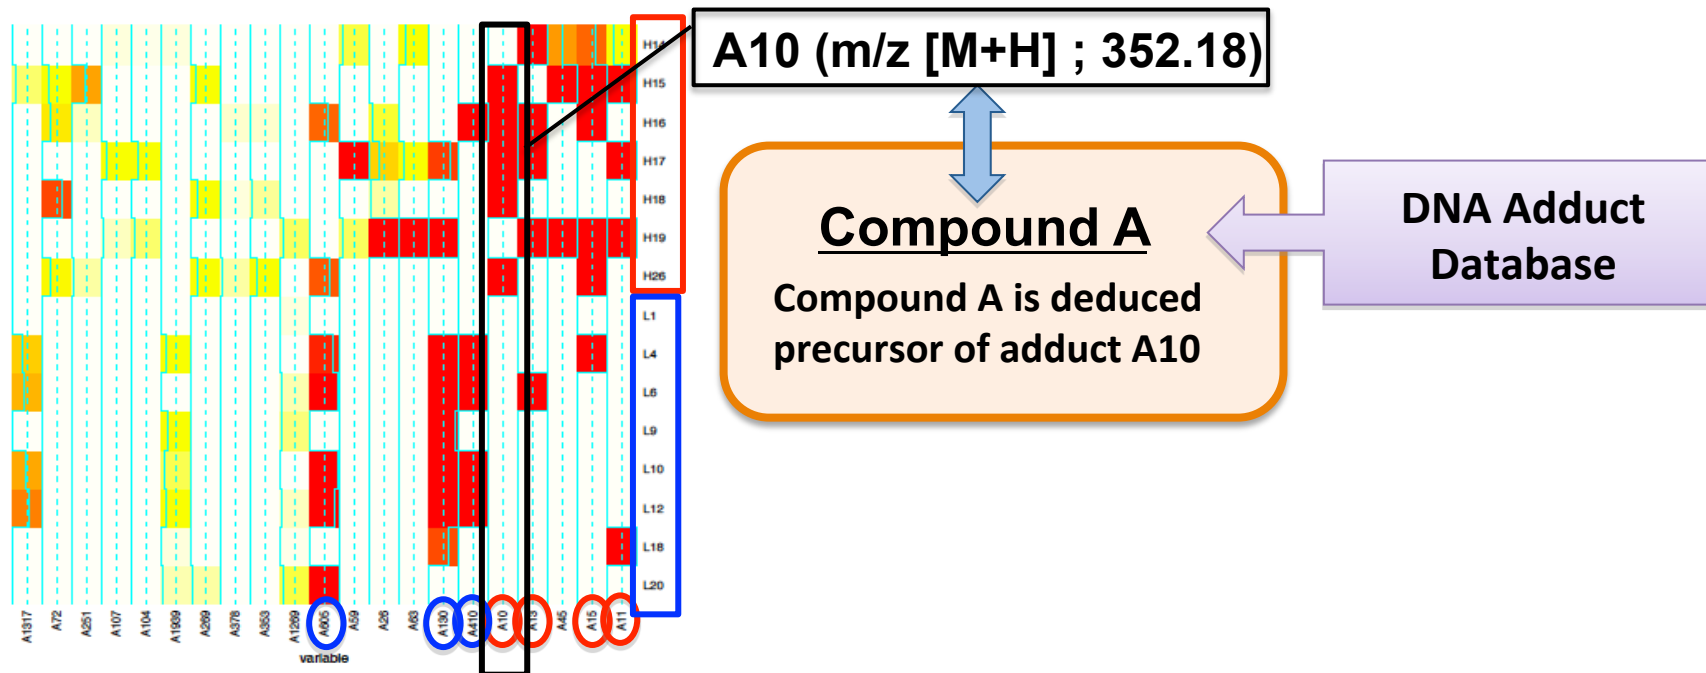 A10 (m/z [M+H] ; 352.18)
Compound A
Compound A is deduced
precursor of adduct A10
DNA Adduct
Database
H14
H15
H16
H17
H18
H19
H26
L1
L4
L6
L9
L10
L12
L18
L20
A1317
A72
A251
A107
A104
A1939
A269
A378
A353
A1269
A605
A59
A26
A63
A130
A410
A10
A13
A45
A15
A11
variable